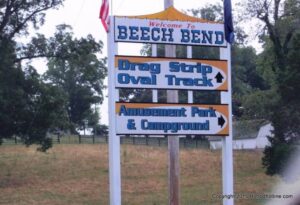 Welcome To
BEECH BEND
Drag Strip
Oval Track
Amusement Park
& Campground